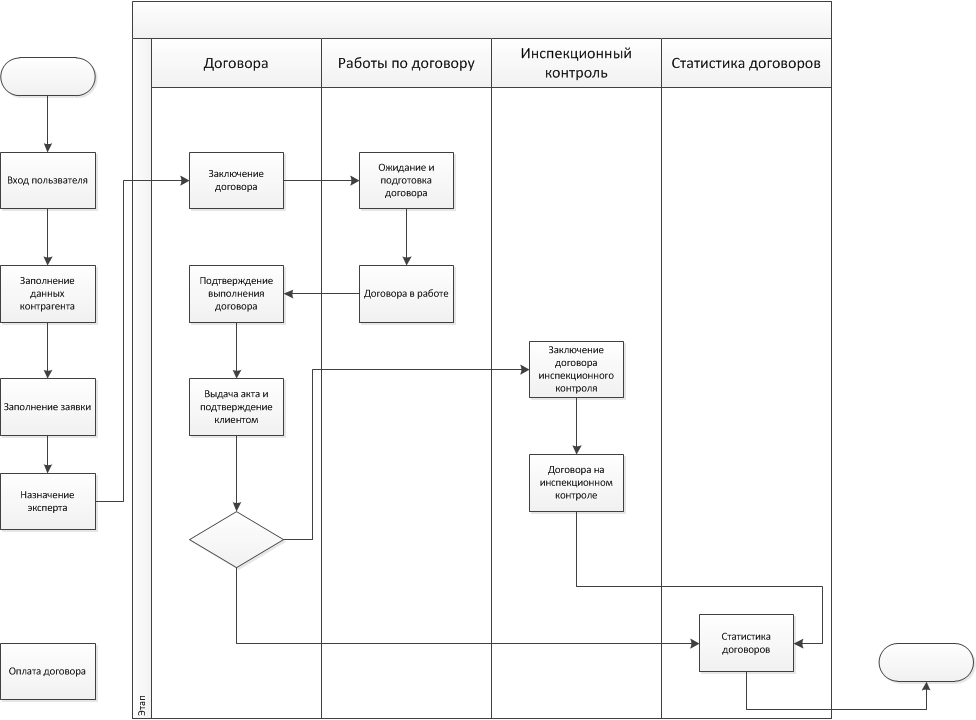 Договора
Работы по договору
Инспекционный
контроль
Статистика договоров
Вход пользвателя
Заполнение
данных
контрагента
Заполнение заявки
Назначение
эксперта
Оплата договора
Заключение
договора
Ожидание и
подготовка
договора
Подтверждение
выполнения
договора
Договора в работе
Выдача акта и
подтверждение
клиентом
Заключение
договора
инспекционного
контроля
Договора на
инспекционном
контроле
Статистика
договоров
Этап